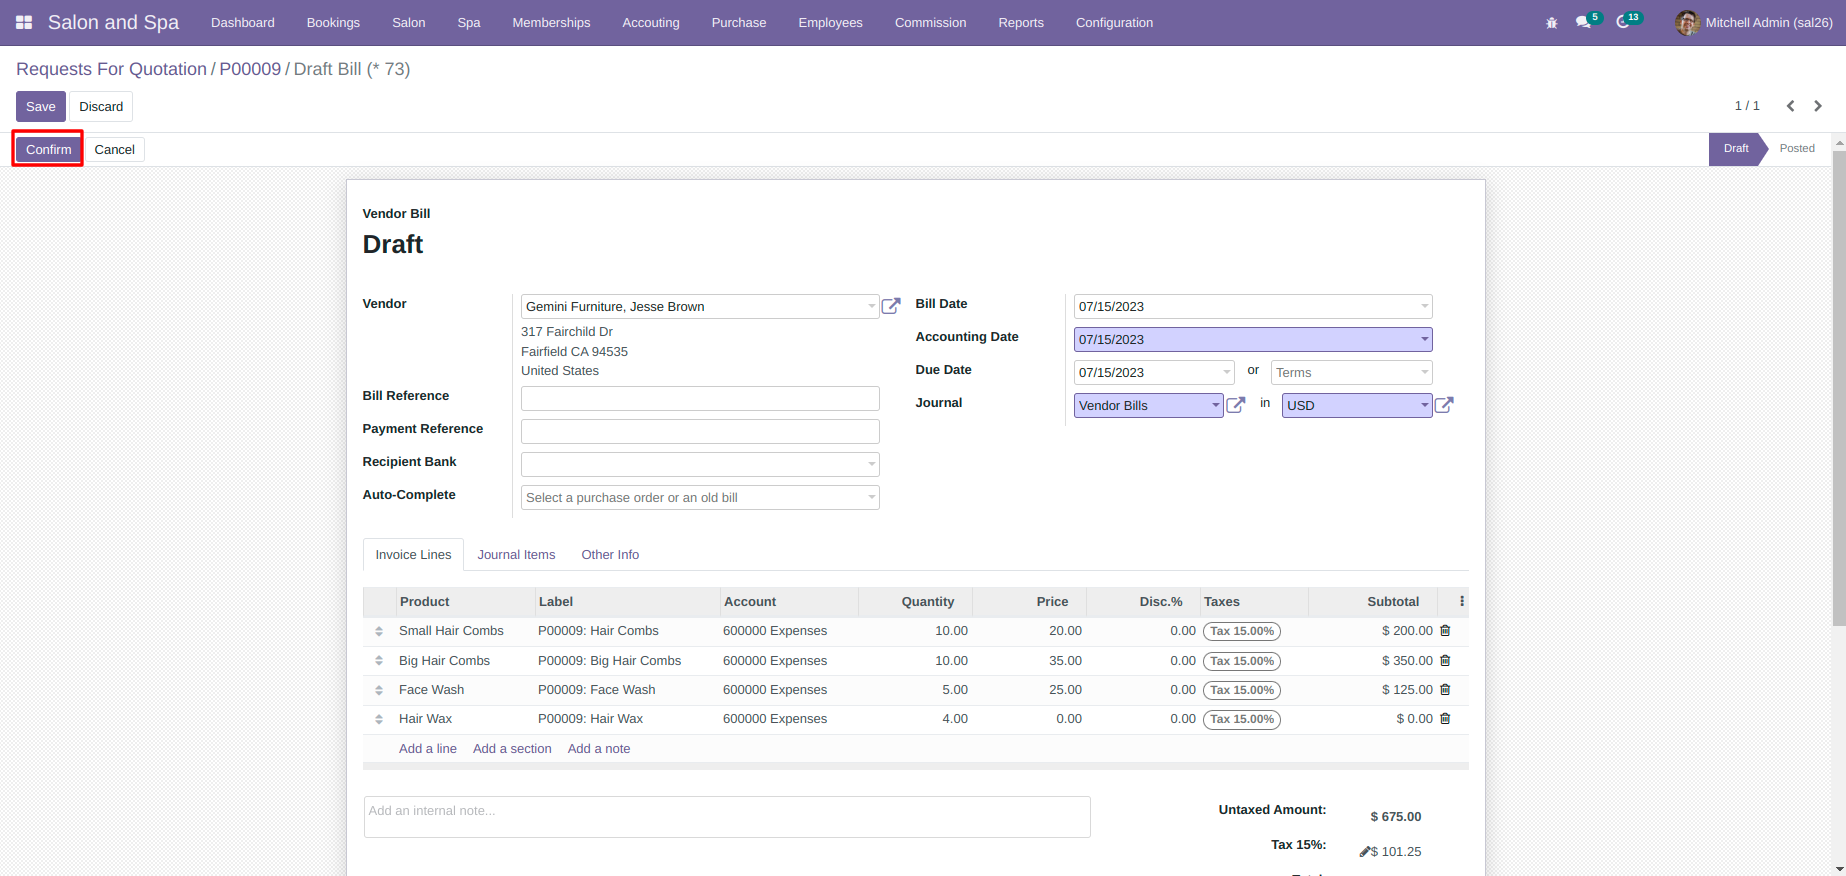 Salon and Spa Dashboard Bookings Salon Spa Memberships Accouting Purchase Employees Commission Reports Configuration 5 13 Mitchell Admin (sal26)
Requests For Quotation / P00009 / Draft Bill (* 73)
Save Discard 1 / 1
Confirm Cancel Draft Posted
Vendor Bill
Draft
Vendor Gemini Furniture, Jesse Brown
317 Fairchild Dr
Fairfield CA 94535
United States
Bill Reference
Payment Reference
Recipient Bank
Auto-Complete Select a purchase order or an old bill
Bill Date 07/15/2023
Accounting Date 07/15/2023
Due Date 07/15/2023 or Terms
Journal Vendor Bills in USD
Invoice Lines Journal Items Other Info
Product Label Account Quantity Price Disc.% Taxes Subtotal
Small Hair Combs P00009: Hair Combs 600000 Expenses 10.00 20.00 0.00 Tax 15.00% $ 200.00
Big Hair Combs P00009: Big Hair Combs 600000 Expenses 10.00 35.00 0.00 Tax 15.00% $ 350.00
Face Wash P00009: Face Wash 600000 Expenses 5.00 25.00 0.00 Tax 15.00% $ 125.00
Hair Wax P00009: Hair Wax 600000 Expenses 4.00 0.00 0.00 Tax 15.00% $ 0.00
Add a line Add a section Add a note
Add an internal note...
Untaxed Amount: $ 675.00
Tax 15%: $ 101.25